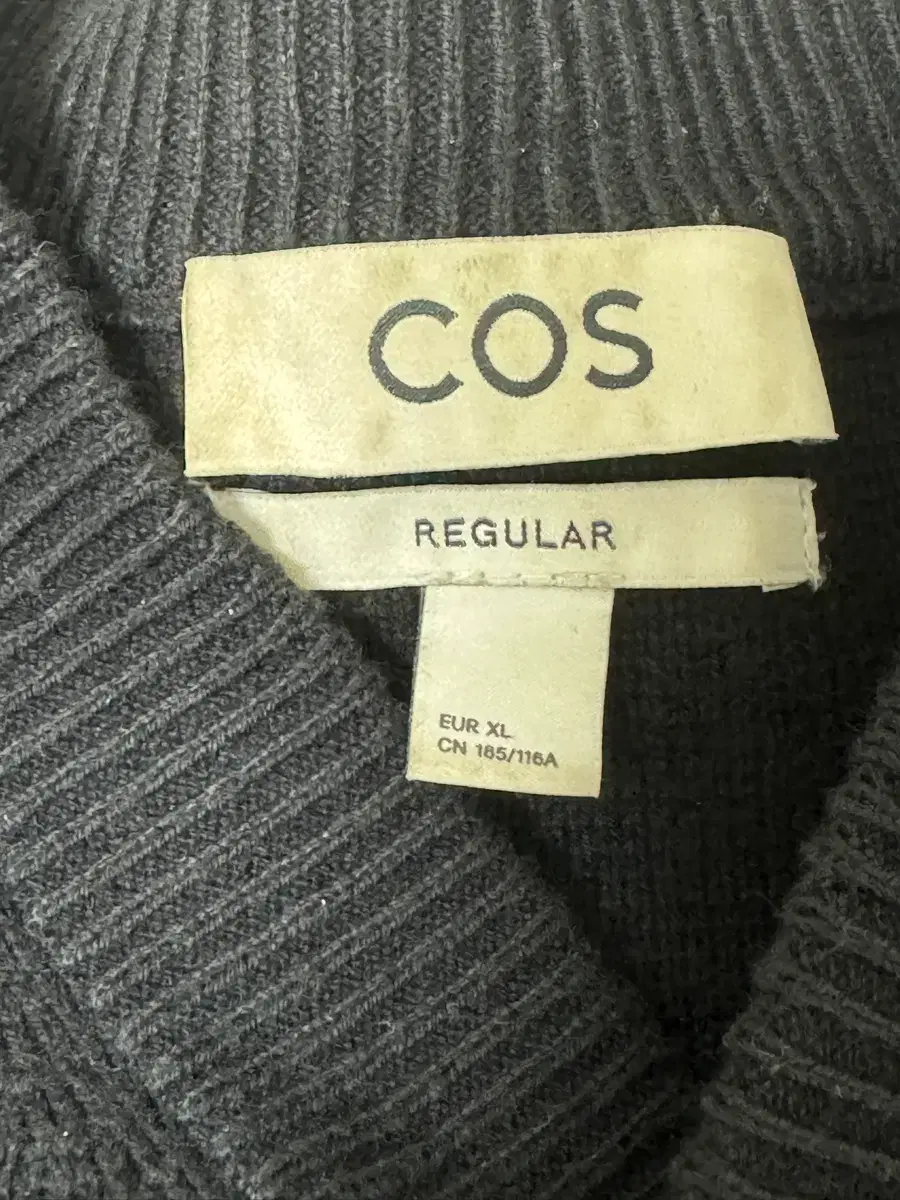 COS
REGULAR
EUR XL
CN 185/116A